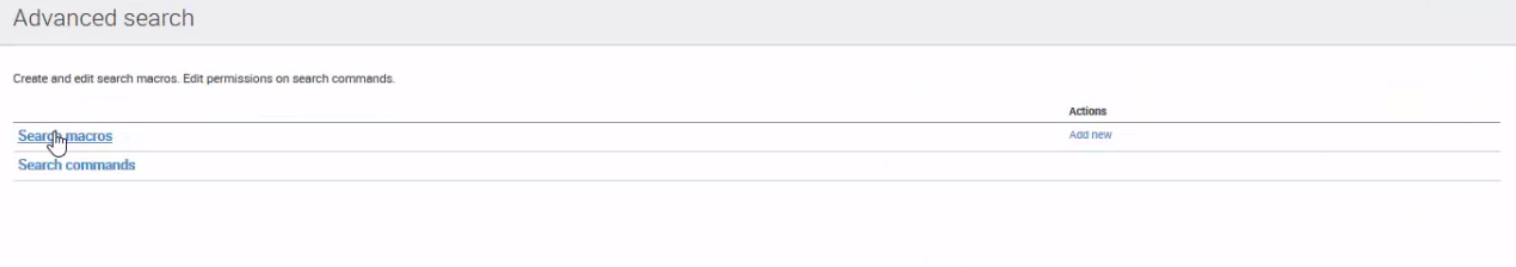 Advanced search
Create and edit search macros. Edit permissions on search commands.
Actions
Search macros Add new
Search commands